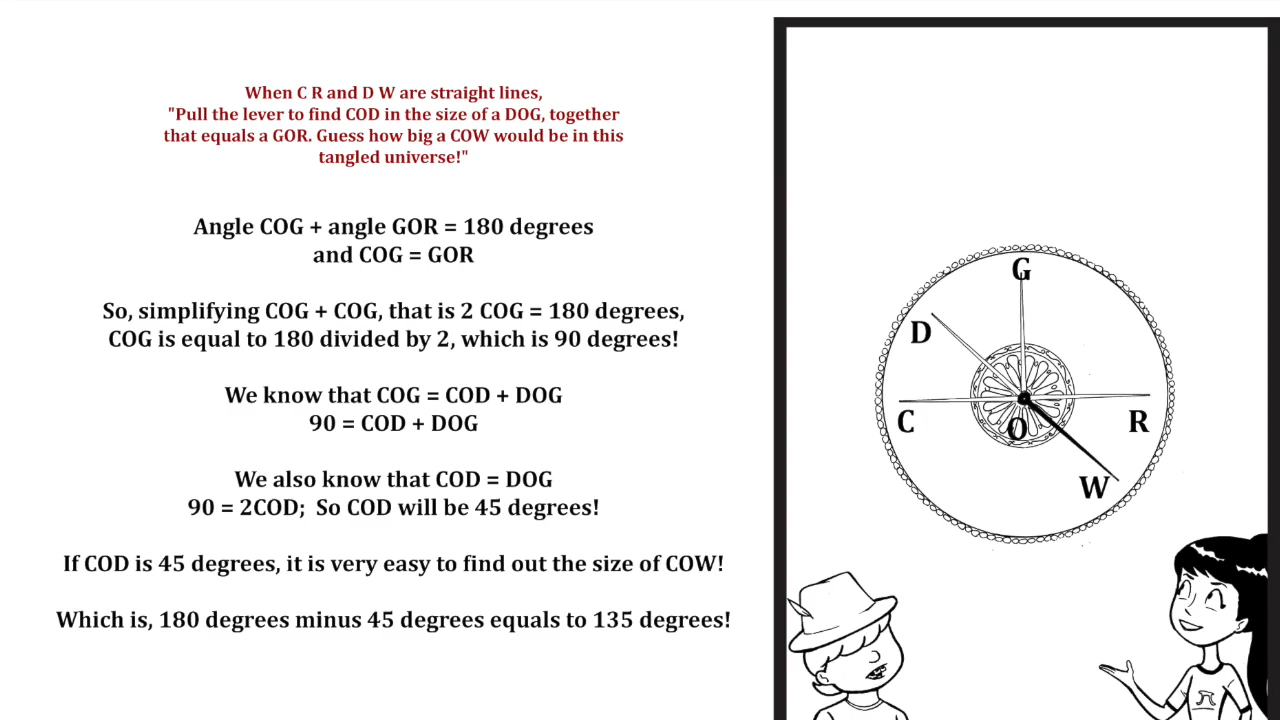 When C R and D W are straight lines,
"Pull the lever to find COD in the size of a DOG, together
that equals a GOR. Guess how big a COW would be in this
tangled universe!"
Angle COG + angle GOR = 180 degrees
and COG = GOR
So, simplifying COG + COG, that is 2 COG = 180 degrees,
COG is equal to 180 divided by 2, which is 90 degrees!
We know that COG = COD + DOG
90 = COD + DOG
We also know that COD = DOG
90 = 2COD;  So COD will be 45 degrees!
If COD is 45 degrees, it is very easy to find out the size of COW!
Which is, 180 degrees minus 45 degrees equals to 135 degrees!
G
D
C
O
R
W
π